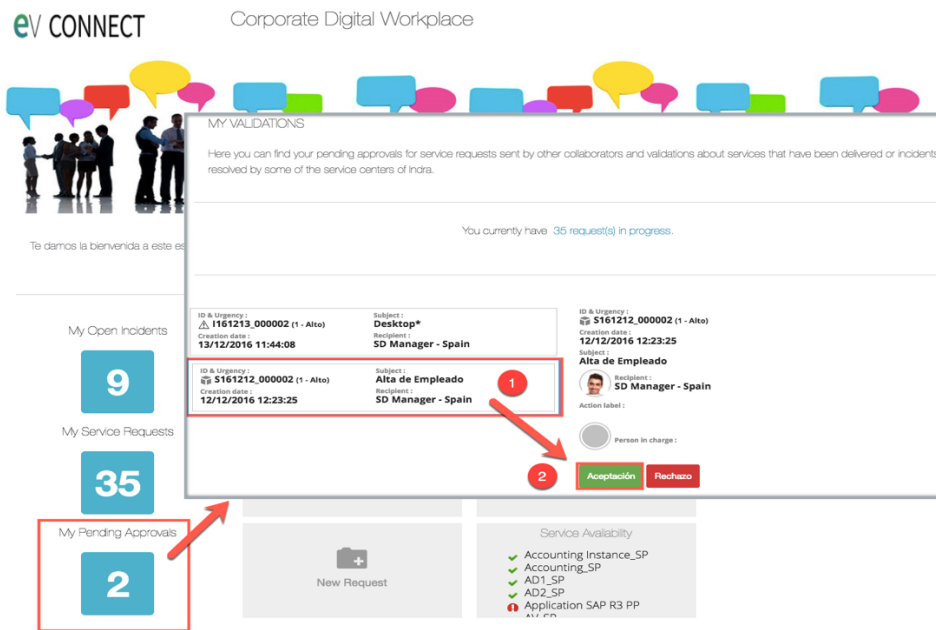 eV CONNECT
Corporate Digital Workplace
MY VALIDATIONS
Here you can find your pending approvals for service requests sent by other collaborators and validations about services that have been delivered or incidents
resolved by some of the service centers of Indra.
You currently have 35 request(s) in progress.
Te damos la bienvenida a este es
ID & Urgency :
I161213_000002 (1 - Alto)
Creation date :
13/12/2016 11:44:08
Subject :
Desktop*
Recipient :
SD Manager - Spain
ID & Urgency :
S161212_000002 (1 - Alto)
Creation date :
12/12/2016 12:23:25
Subject :
Alta de Empleado
Recipient :
SD Manager - Spain
1
ID & Urgency :
S161212_000002 (1 - Alto)
Creation date :
12/12/2016 12:23:25
Subject :
Alta de Empleado
Recipient :
SD Manager - Spain
Action label :
Person in charge :
2
Aceptación
Rechazo
My Open Incidents
9
My Service Requests
35
My Pending Approvals
2
New Request
Service Availability
Accounting Instance_SP
Accounting_SP
AD1_SP
AD2_SP
Application SAP R3 PP